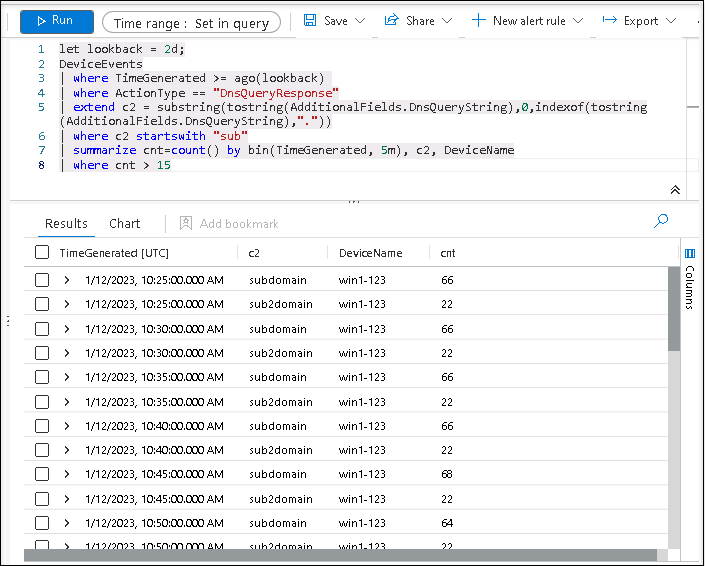 Run Time range : Set in query Save Share New alert rule Export
1 let lookback = 2d;
2 DeviceEvents
3 | where TimeGenerated >= ago(lookback)
4 | where ActionType == "DnsQueryResponse"
5 | extend c2 = substring(tostring(AdditionalFields.DnsQueryString),0,indexof(tostring
(AdditionalFields.DnsQueryString),"."))
6 | where c2 startswith "sub"
7 | summarize cnt=count() by bin(TimeGenerated, 5m), c2, DeviceName
8 | where cnt > 15
Results Chart Add bookmark
TimeGenerated [UTC] c2 DeviceName cnt
1/12/2023, 10:25:00.000 AM subdomain win1-123 66
1/12/2023, 10:25:00.000 AM sub2domain win1-123 22
1/12/2023, 10:30:00.000 AM subdomain win1-123 66
1/12/2023, 10:30:00.000 AM sub2domain win1-123 22
1/12/2023, 10:35:00.000 AM subdomain win1-123 66
1/12/2023, 10:35:00.000 AM sub2domain win1-123 22
1/12/2023, 10:40:00.000 AM subdomain win1-123 66
1/12/2023, 10:40:00.000 AM sub2domain win1-123 22
1/12/2023, 10:45:00.000 AM subdomain win1-123 68
1/12/2023, 10:45:00.000 AM sub2domain win1-123 22
1/12/2023, 10:50:00.000 AM subdomain win1-123 64
1/12/2023, 10:50:00.000 AM sub2domain win1-123 22
Columns